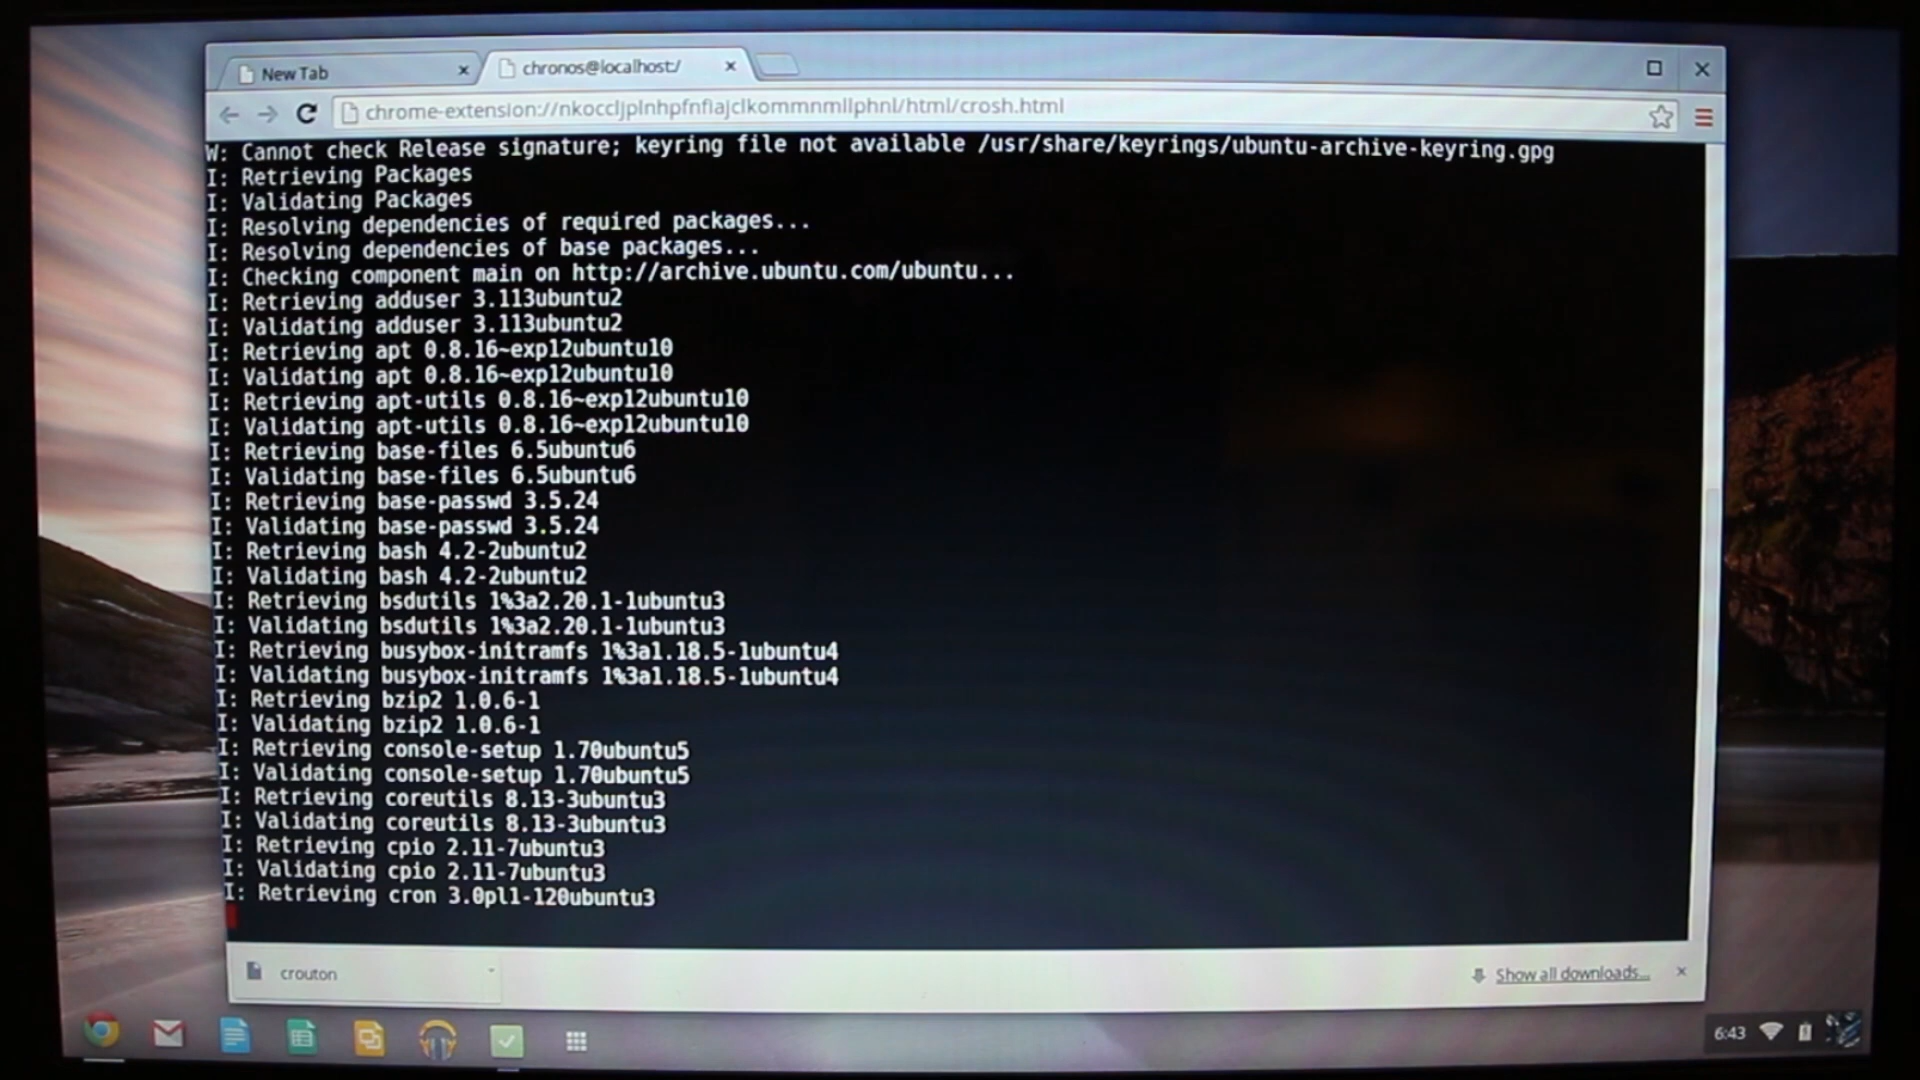 New Tab
chronos@localhost:/
chrome-extension://nkoccljplnhpfnfiajclkommnmllphnl/html/crosh.html
W: Cannot check Release signature; keyring file not available /usr/share/keyrings/ubuntu-archive-keyring.gpg
I: Retrieving Packages
I: Validating Packages
I: Resolving dependencies of required packages...
I: Resolving dependencies of base packages...
I: Checking component main on http://archive.ubuntu.com/ubuntu...
I: Retrieving adduser 3.113ubuntu2
I: Validating adduser 3.113ubuntu2
I: Retrieving apt 0.8.16~exp12ubuntu10
I: Validating apt 0.8.16~exp12ubuntu10
I: Retrieving apt-utils 0.8.16~exp12ubuntu10
I: Validating apt-utils 0.8.16~exp12ubuntu10
I: Retrieving base-files 6.5ubuntu6
I: Validating base-files 6.5ubuntu6
I: Retrieving base-passwd 3.5.24
I: Validating base-passwd 3.5.24
I: Retrieving bash 4.2-2ubuntu2
I: Validating bash 4.2-2ubuntu2
I: Retrieving bsdutils 1%3a2.20.1-1ubuntu3
I: Validating bsdutils 1%3a2.20.1-1ubuntu3
I: Retrieving busybox-initramfs 1%3a1.18.5-1ubuntu4
I: Validating busybox-initramfs 1%3a1.18.5-1ubuntu4
I: Retrieving bzip2 1.0.6-1
I: Validating bzip2 1.0.6-1
I: Retrieving console-setup 1.70ubuntu5
I: Validating console-setup 1.70ubuntu5
I: Retrieving coreutils 8.13-3ubuntu3
I: Validating coreutils 8.13-3ubuntu3
I: Retrieving cpio 2.11-7ubuntu3
I: Validating cpio 2.11-7ubuntu3
I: Retrieving cron 3.0pl1-120ubuntu3
crouton
Show all downloads...
6:43